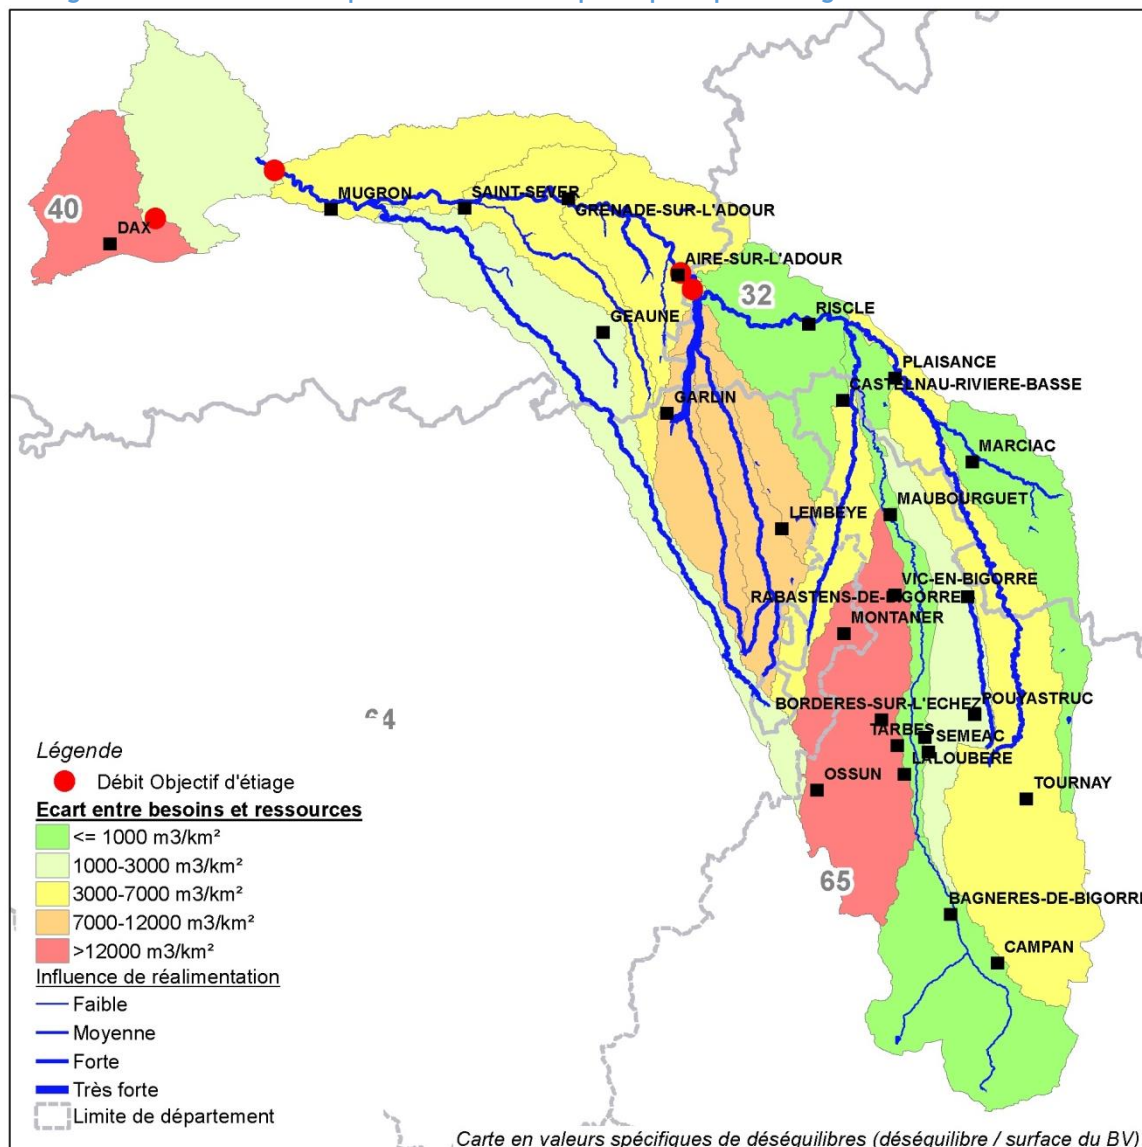 40
DAX
MUGRON
SAINT-SEVER
GRENADE-SUR-L'ADOUR
AIRE-SUR-L'ADOUR
32
RISCLE
GEAUNE
PLAISANCE
CASTELNAU-RIVIERE-BASSE
GARLIN
MARCIAC
MAUBOURGUET
LEMBEYE
VIC-EN-BIGORRE
RABASTENS-DE-BIGORRE
MONTANER
BORDERES-SUR-L'ECHEZ
POUYASTRUC
TARBES
SEMEAC
LALOUBERE
OSSUN
TOURNAY
65
BAGNERES-DE-BIGORRE
CAMPAN
Légende
Débit Objectif d'étiage
Ecart entre besoins et ressources
<= 1000 m3/km²
1000-3000 m3/km²
3000-7000 m3/km²
7000-12000 m3/km²
>12000 m3/km²
Influence de réalimentation
Faible
Moyenne
Forte
Très forte
Limite de département
Carte en valeurs spécifiques de déséquilibres (déséquilibre / surface du BV)